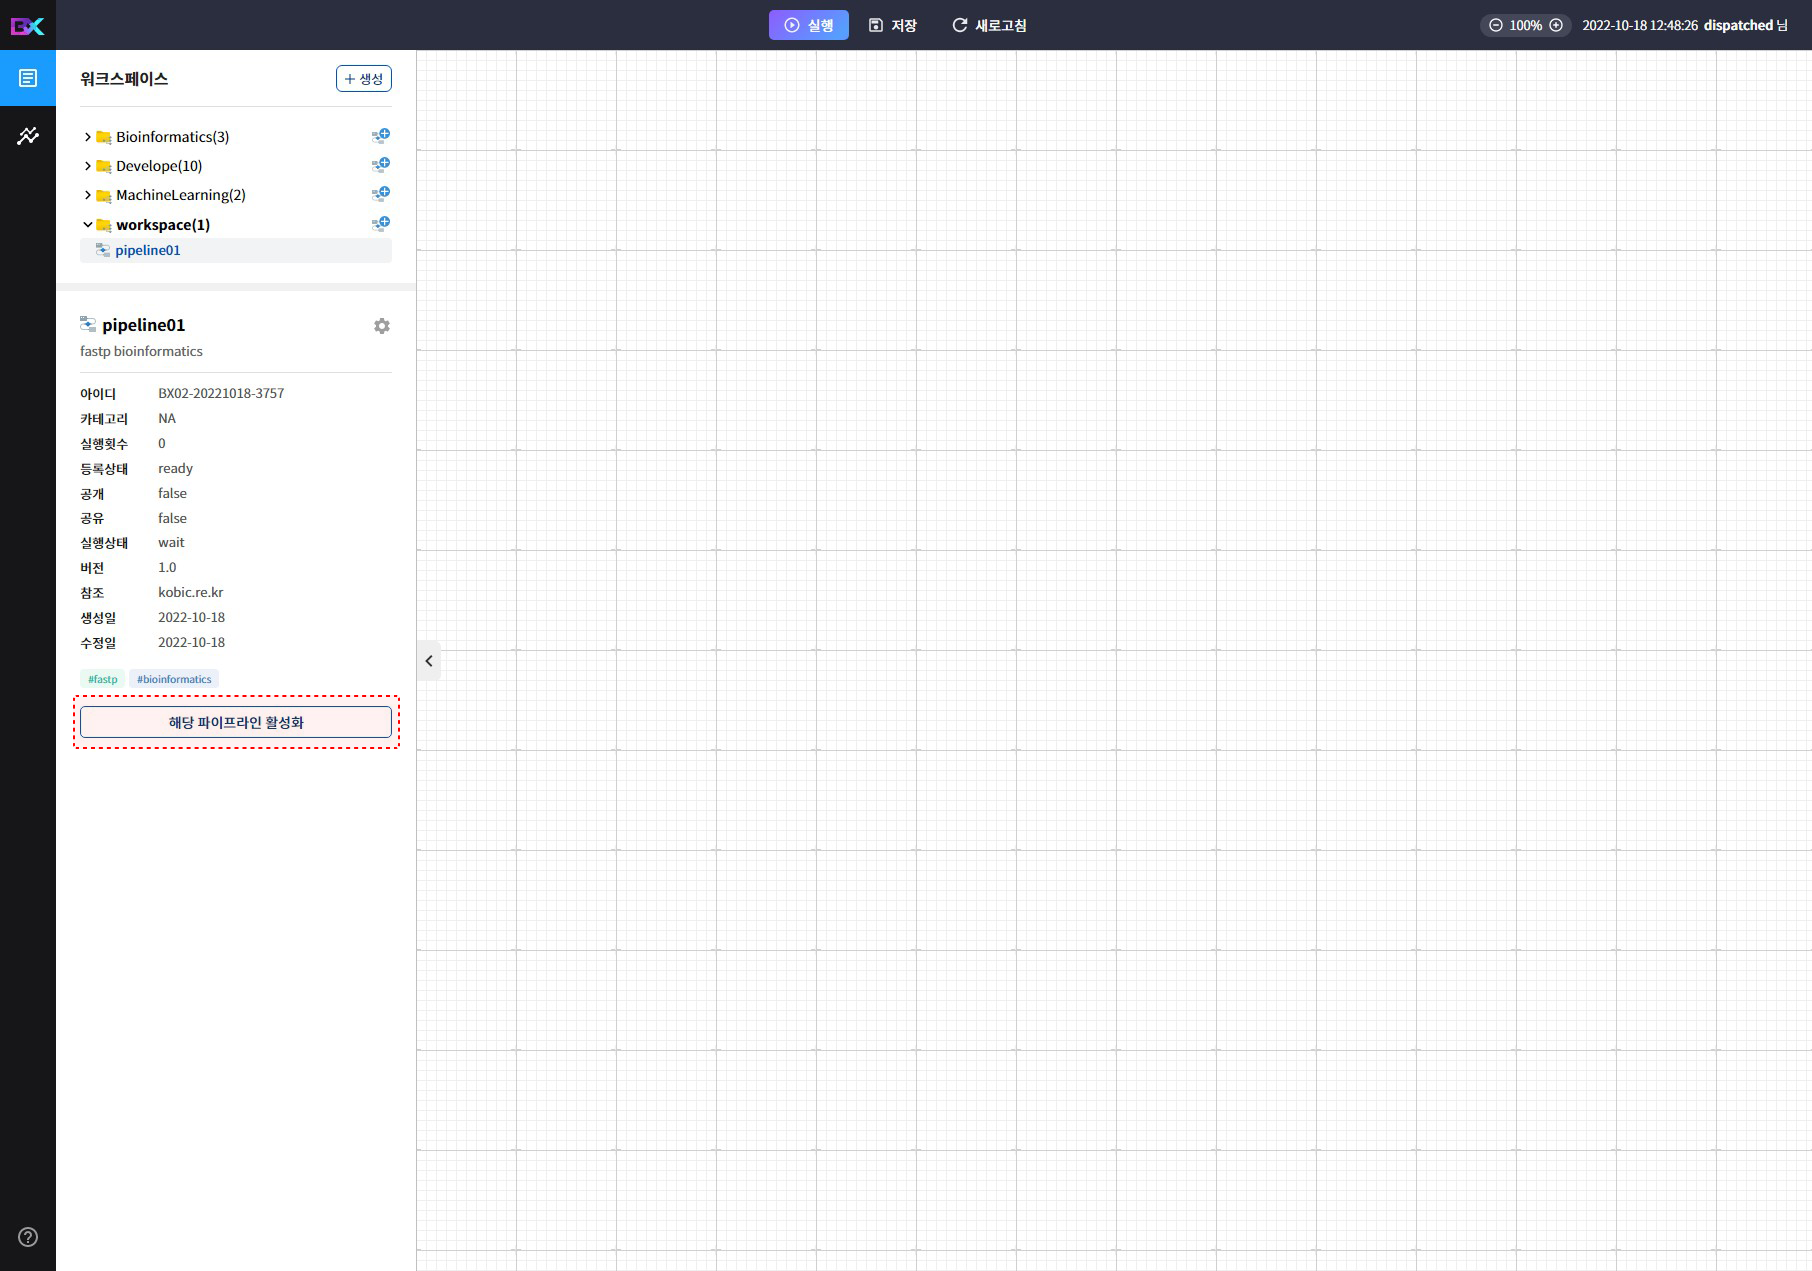 BX
실행
저장
새로고침
100%
2022-10-18 12:48:26 dispatched 님
워크스페이스
+ 생성
Bioinformatics(3)
Develope(10)
MachineLearning(2)
workspace(1)
pipeline01
pipeline01
fastp bioinformatics
아이디 BX02-20221018-3757
카테고리 NA
실행횟수 0
등록상태 ready
공개 false
공유 false
실행상태 wait
버전 1.0
참조 kobic.re.kr
생성일 2022-10-18
수정일 2022-10-18
#fastp #bioinformatics
해당 파이프라인 활성화